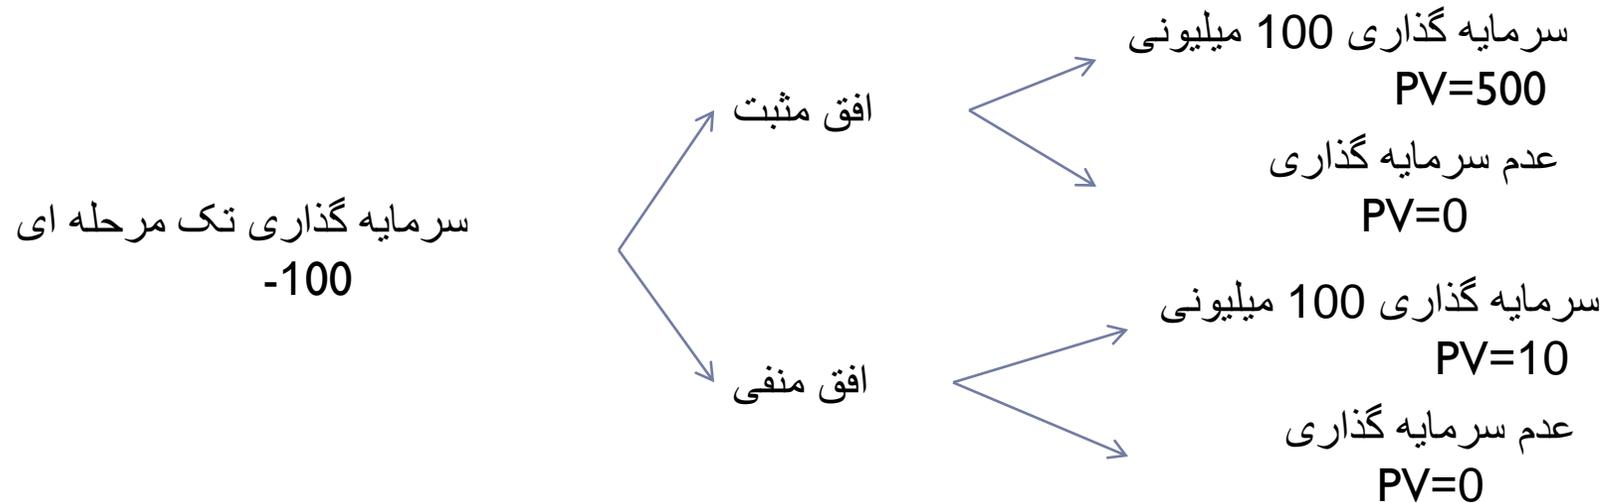 سرمایه گذاری 100 میلیونی
PV=500
افق مثبت
عدم سرمایه گذاری
PV=0
سرمایه گذاری تک مرحله ای
-100
سرمایه گذاری 100 میلیونی
PV=10
افق منفی
عدم سرمایه گذاری
PV=0